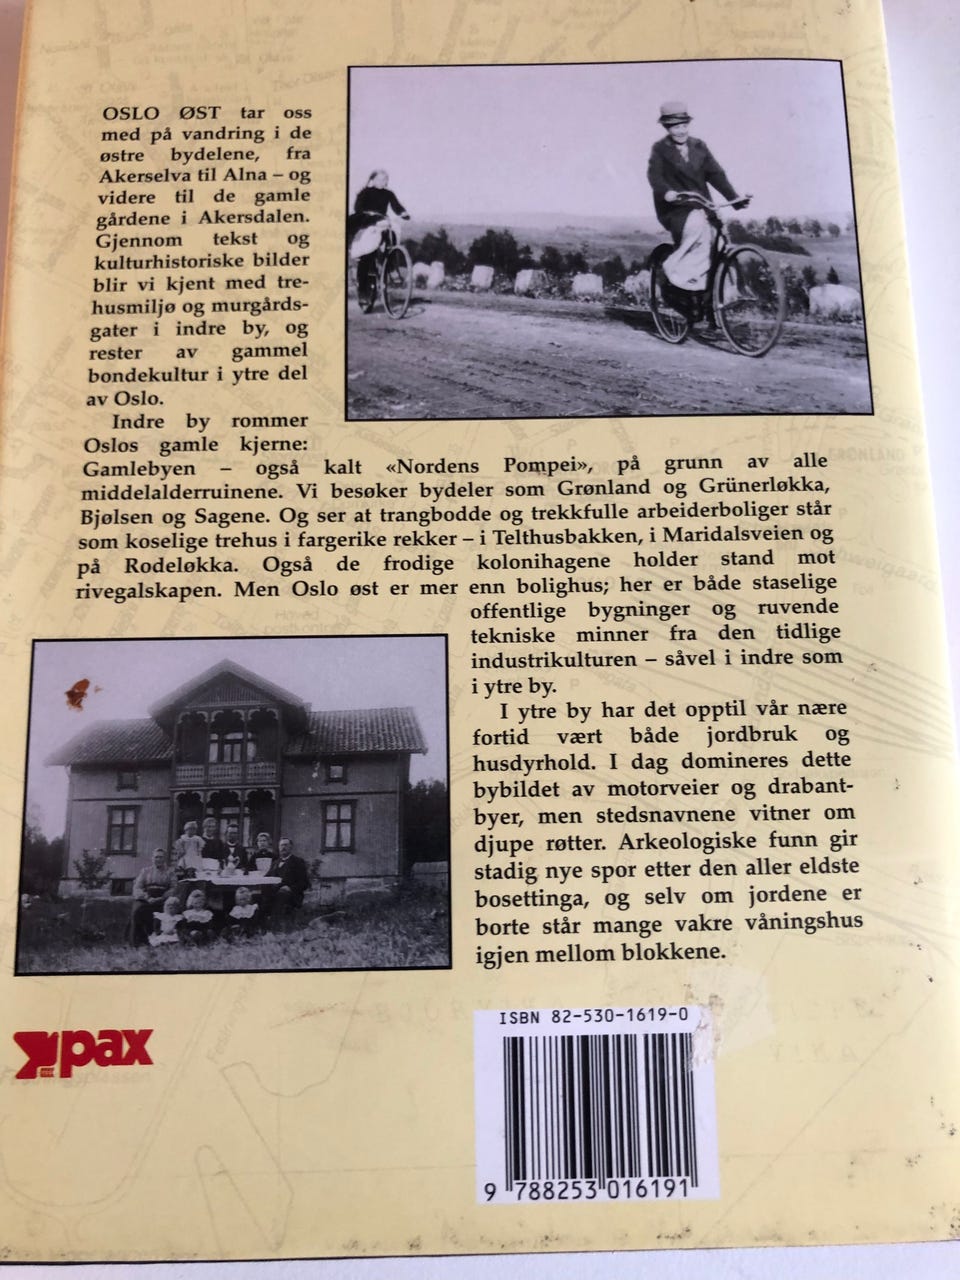 OSLO ØST tar oss
med på vandring i de
østre bydelene, fra
Akerselva til Alna – og
videre til de gamle
gårdene i Akersdalen.
Gjennom tekst og
kulturhistoriske bilder
blir vi kjent med tre-
husmiljø og murgårds-
gater i indre by, og
rester av gammel
bondekultur i ytre del
av Oslo.
Indre by rommer
Oslos gamle kjerne:
Gamlebyen – også kalt «Nordens Pompei», på grunn av alle
middelalderruinene. Vi besøker bydeler som Grønland og Grünerløkka,
Bjølsen og Sagene. Og ser at trangbodde og trekkfulle arbeiderboliger står
som koselige trehus i fargerike rekker – i Telthusbakken, i Maridalsveien og
på Rodeløkka. Også de frodige kolonihagene holder stand mot
rivegalskapen. Men Oslo øst er mer enn bolighus; her er både staselige
offentlige bygninger og ruvende
tekniske minner fra den tidlige
industrikulturen – såvel i indre som
i ytre by.
I ytre by har det opptil vår nære
fortid vært både jordbruk og
husdyrhold. I dag domineres dette
bybildet av motorveier og drabant-
byer, men stedsnavnene vitner om
djupe røtter. Arkeologiske funn gir
stadig nye spor etter den aller eldste
bosettinga, og selv om jordene er
borte står mange vakre våningshus
igjen mellom blokkene.
pax
ISBN 82-530-1619-0
9 788253 016191